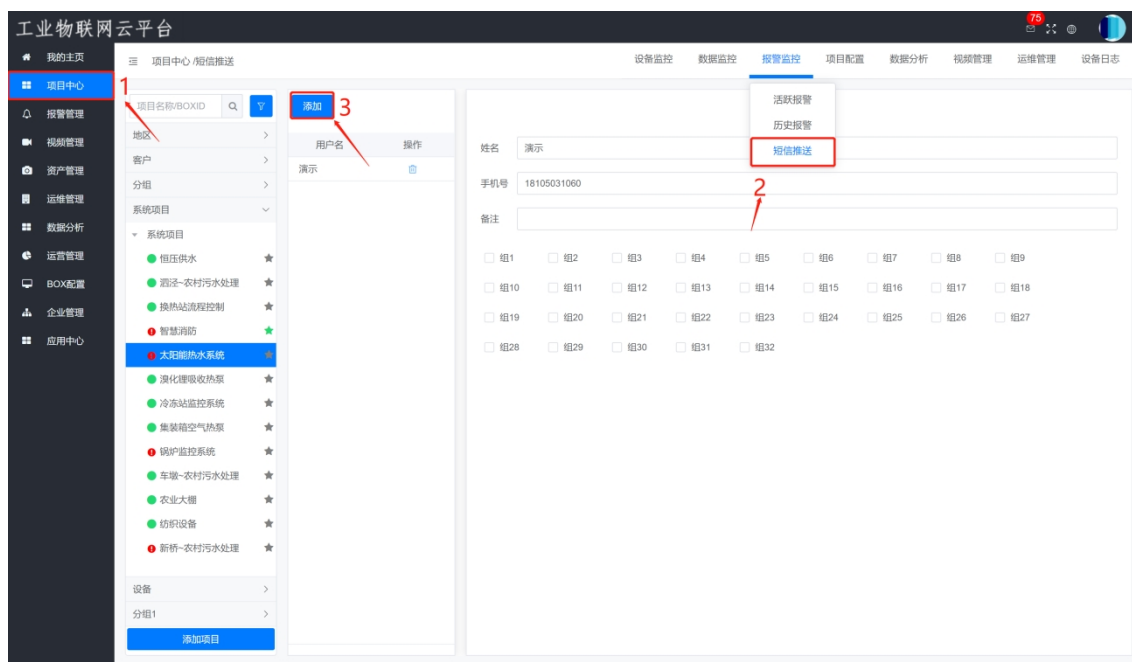 工业物联网云平台
75
我的主页
项目中心
报警管理
视频管理
资产管理
运维管理
数据分析
运营管理
BOX配置
企业管理
应用中心
项目中心 /短信推送
设备监控 数据监控 报警监控 项目配置 数据分析 视频管理 运维管理 设备日志
活跃报警
历史报警
短信推送
1
2
3
项目名称/BOXID
地区
客户
分组
系统项目
系统项目
恒压供水
泗泾~农村污水处理
换热站流程控制
智慧消防
太阳能热水系统
溴化锂吸收热泵
冷冻站监控系统
集装箱空气热泵
锅炉监控系统
车墩~农村污水处理
农业大棚
纺织设备
新桥~农村污水处理
设备
分组1
添加项目
添加
用户名 操作
演示
姓名 演示
手机号 18105031060
备注
组1 组2 组3 组4 组5 组6 组7 组8 组9
组10 组11 组12 组13 组14 组15 组16 组17 组18
组19 组20 组21 组22 组23 组24 组25 组26 组27
组28 组29 组30 组31 组32